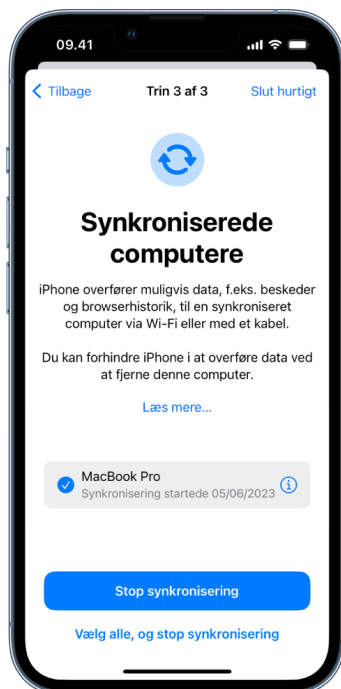 09.41
Tilbage
Trin 3 af 3
Slut hurtigt
Synkroniserede
computere
iPhone overfører muligvis data, f.eks. beskeder
og browserhistorik, til en synkroniseret
computer via Wi-Fi eller med et kabel.
Du kan forhindre iPhone i at overføre data ved
at fjerne denne computer.
Læs mere...
MacBook Pro
Synkronisering startede 05/06/2023
Stop synkronisering
Vælg alle, og stop synkronisering